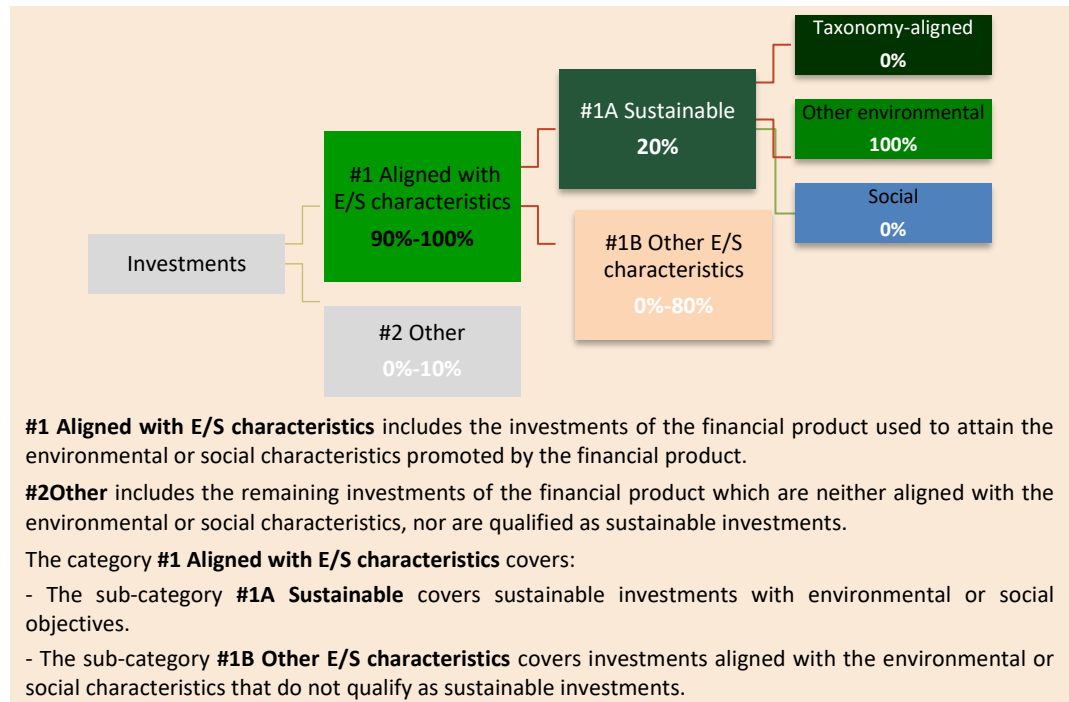 Taxonomy-aligned
0%
#1A Sustainable
20%
Other environmental
100%
#1 Aligned with
E/S characteristics
90%-100%
Social
0%
#1B Other E/S
characteristics
0%-80%
Investments
#2 Other
0%-10%
#1 Aligned with E/S characteristics includes the investments of the financial product used to attain the
environmental or social characteristics promoted by the financial product.
#2Other includes the remaining investments of the financial product which are neither aligned with the
environmental or social characteristics, nor are qualified as sustainable investments.
The category #1 Aligned with E/S characteristics covers:
- The sub-category #1A Sustainable covers sustainable investments with environmental or social
objectives.
- The sub-category #1B Other E/S characteristics covers investments aligned with the environmental or
social characteristics that do not qualify as sustainable investments.